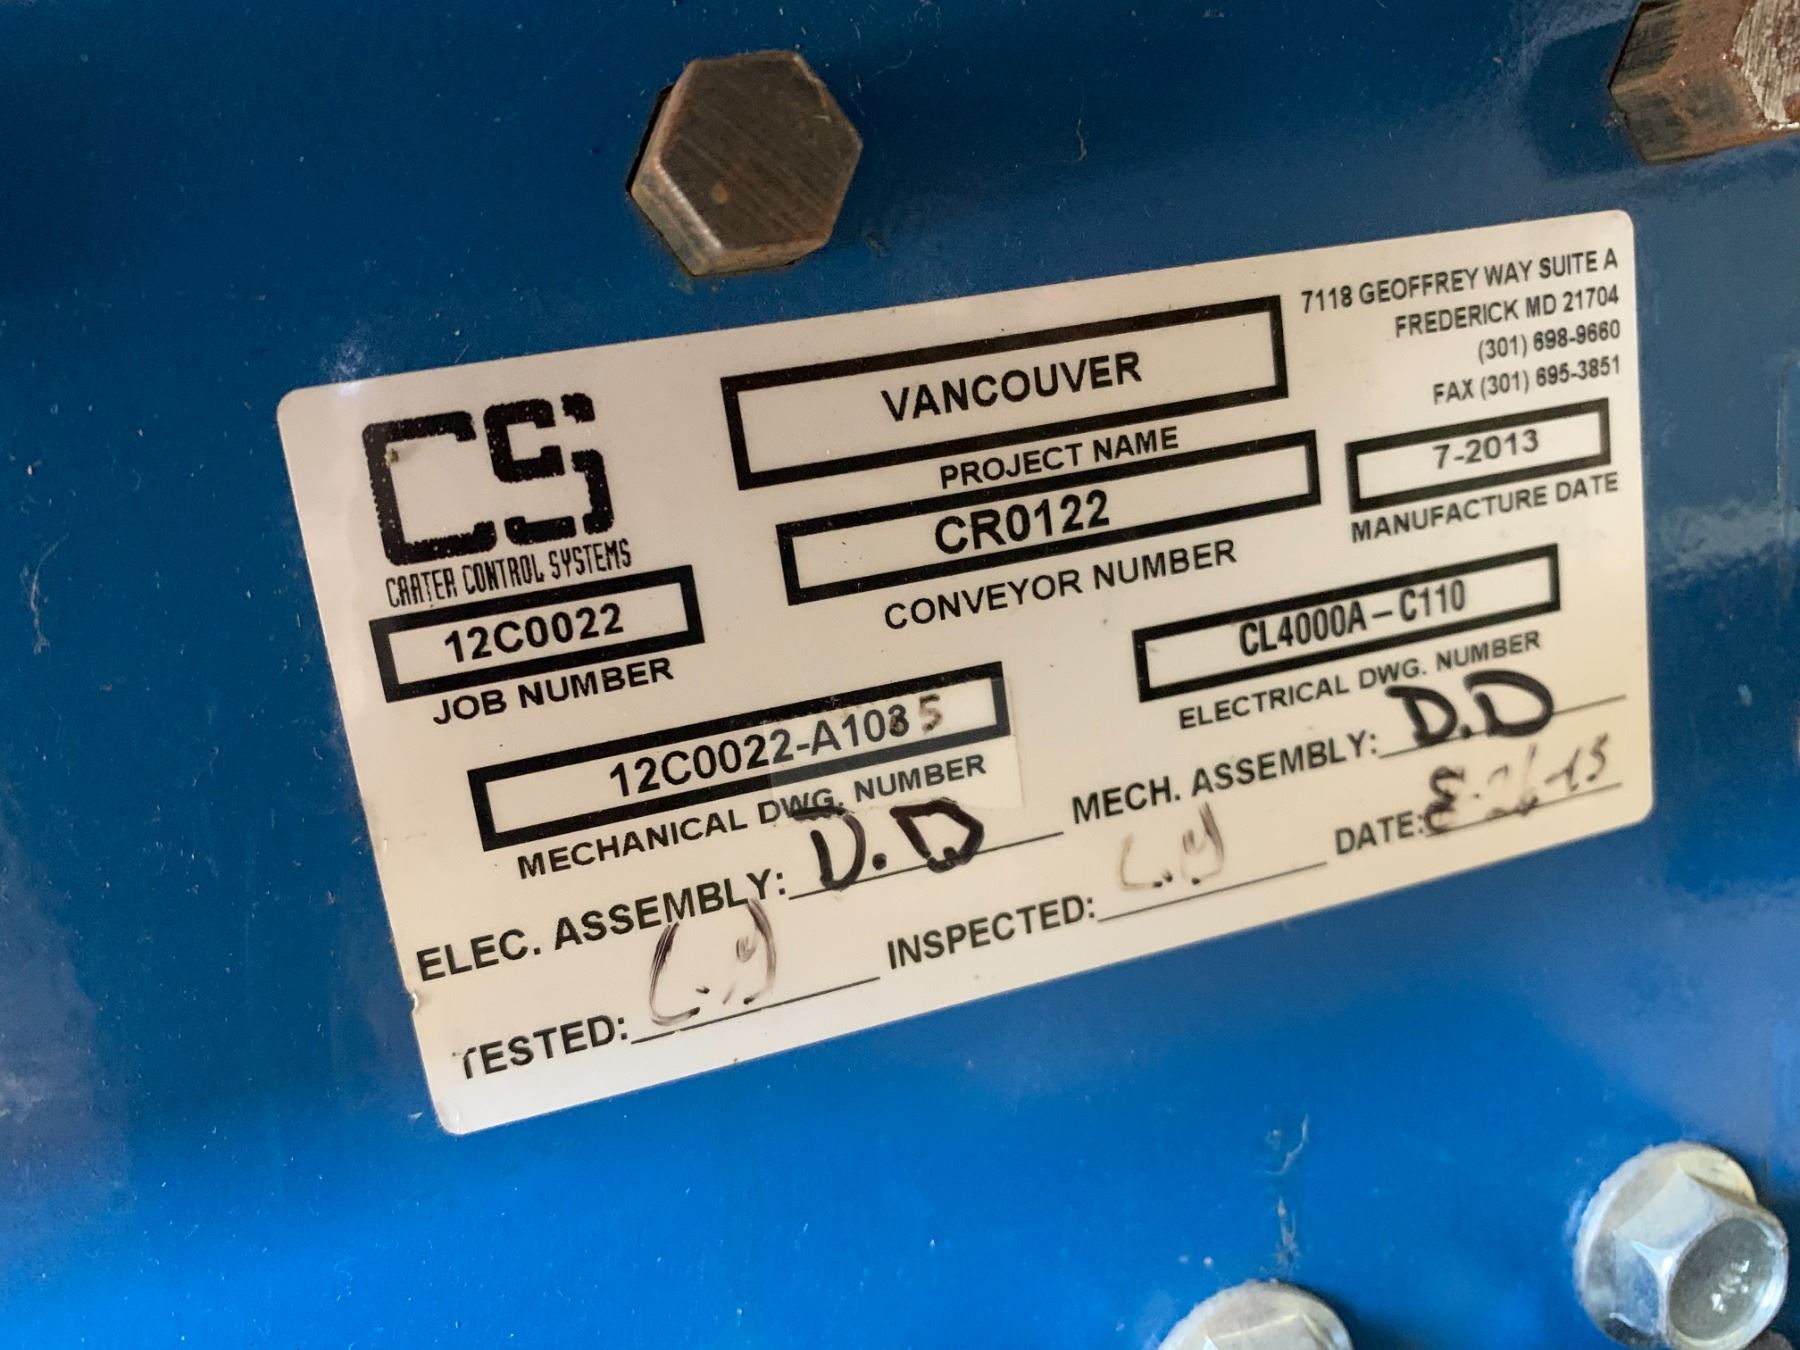 7118 GEOFFREY WAY SUITE A
FREDERICK MD 21704
(301) 698-9660
FAX (301) 695-3851
CSI
CARTER CONTROL SYSTEMS
VANCOUVER
PROJECT NAME
7-2013
MANUFACTURE DATE
CR0122
CONVEYOR NUMBER
12C0022
JOB NUMBER
CL4000A-C110
ELECTRICAL DWG. NUMBER
12C0022-A10
MECHANICAL DWG. NUMBER
ELEC. ASSEMBLY: D.D
MECH. ASSEMBLY: D.D
TESTED:
INSPECTED:
DATE: